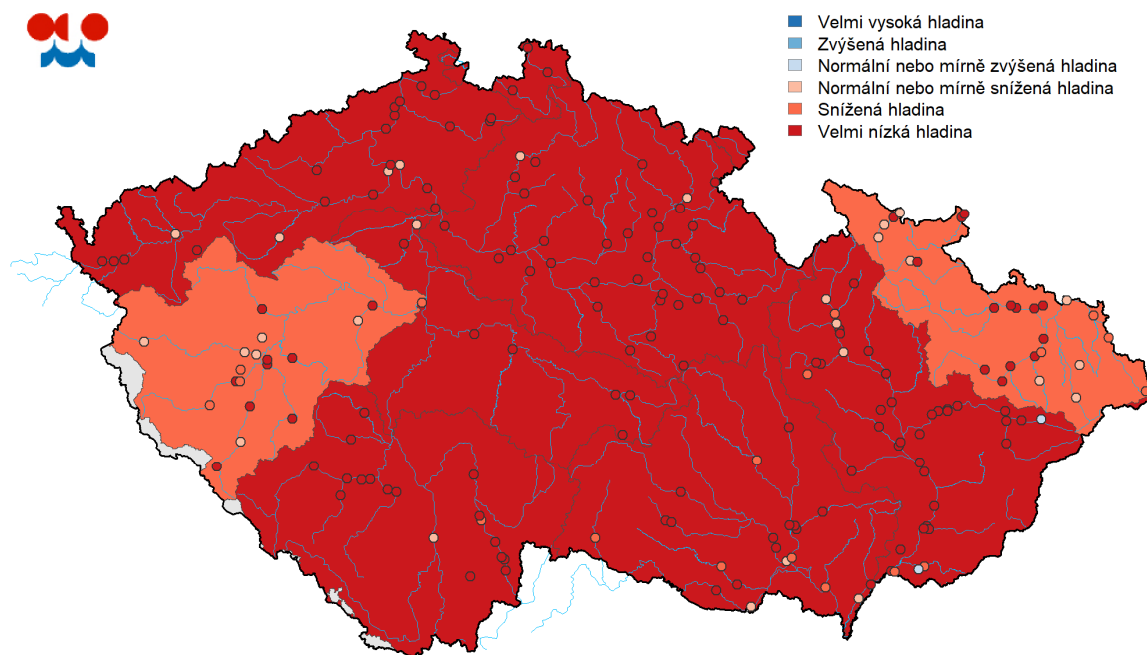 Velmi vysoká hladina
Zvýšená hladina
Normální nebo mírně zvýšená hladina
Normální nebo mírně snížená hladina
Snížená hladina
Velmi nízká hladina